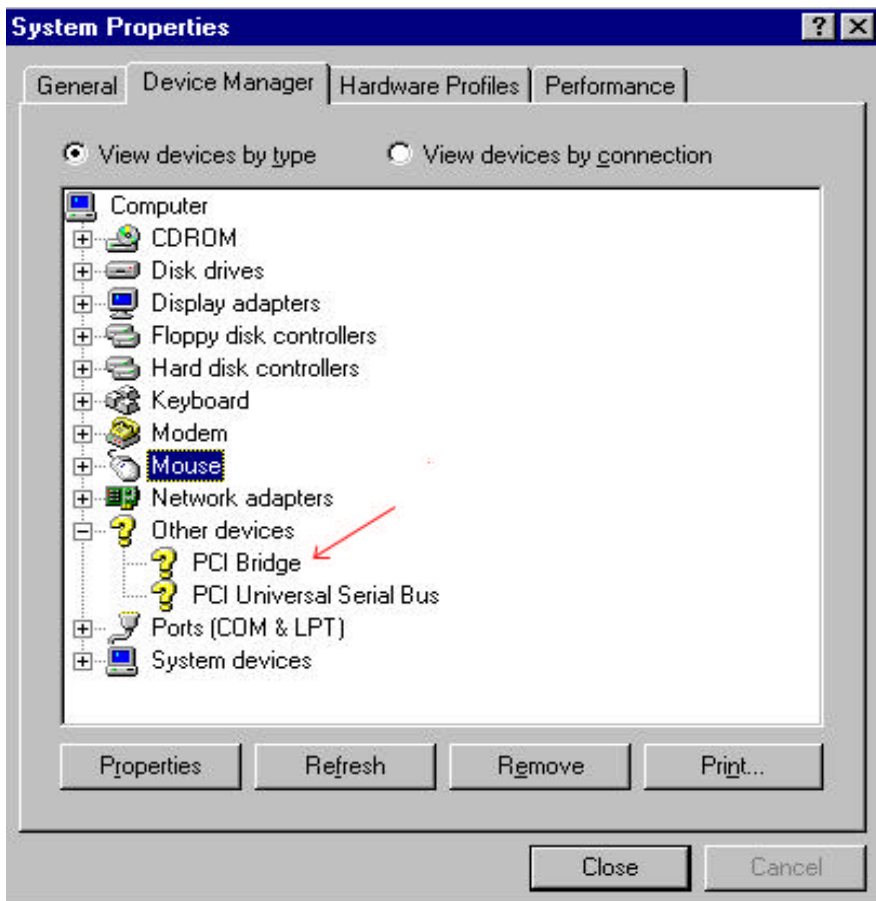 System Properties
General Device Manager Hardware Profiles Performance
View devices by type View devices by connection
Computer
CDROM
Disk drives
Display adapters
Floppy disk controllers
Hard disk controllers
Keyboard
Modem
Mouse
Network adapters
Other devices
PCI Bridge
PCI Universal Serial Bus
Ports (COM & LPT)
System devices
Properties Refresh Remove Print...
Close Cancel